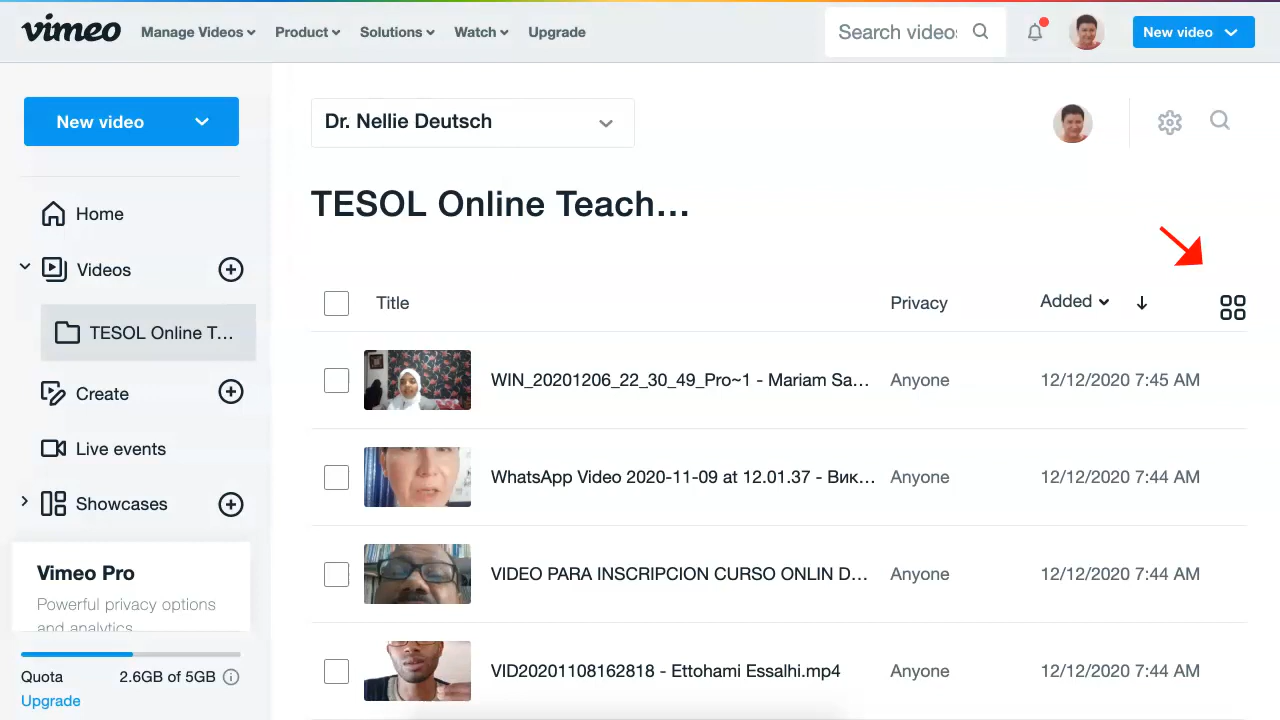 vimeo Manage Videos Product Solutions Watch Upgrade Search videos New video
New video
Dr. Nellie Deutsch
TESOL Online Teach...
Home
Videos
TESOL Online T...
Create
Live events
Showcases
Vimeo Pro
Powerful privacy options
and analytics
Quota 2.6GB of 5GB
Upgrade
Title Privacy Added
WIN_20201206_22_30_49_Pro~1 - Mariam Sa... Anyone 12/12/2020 7:45 AM
WhatsApp Video 2020-11-09 at 12.01.37 - Вик... Anyone 12/12/2020 7:44 AM
VIDEO PARA INSCRIPCION CURSO ONLIN D... Anyone 12/12/2020 7:44 AM
VID20201108162818 - Ettohami Essalhi.mp4 Anyone 12/12/2020 7:44 AM